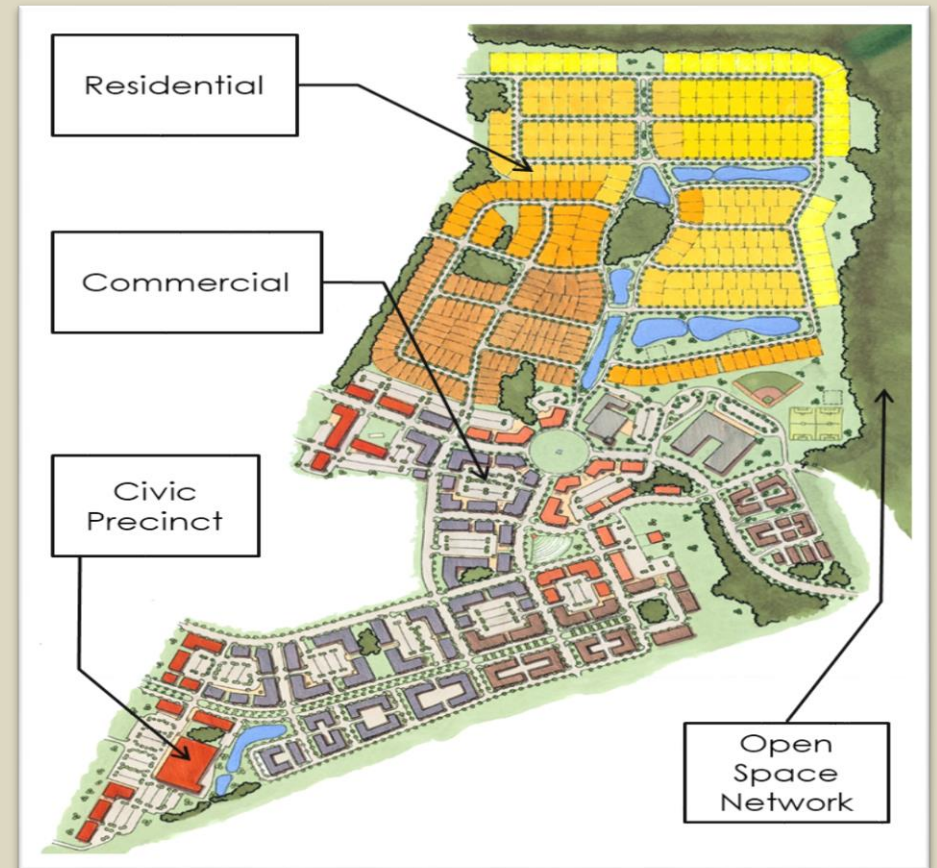 Residential
Commercial
Civic
Precinct
Open
Space
Network